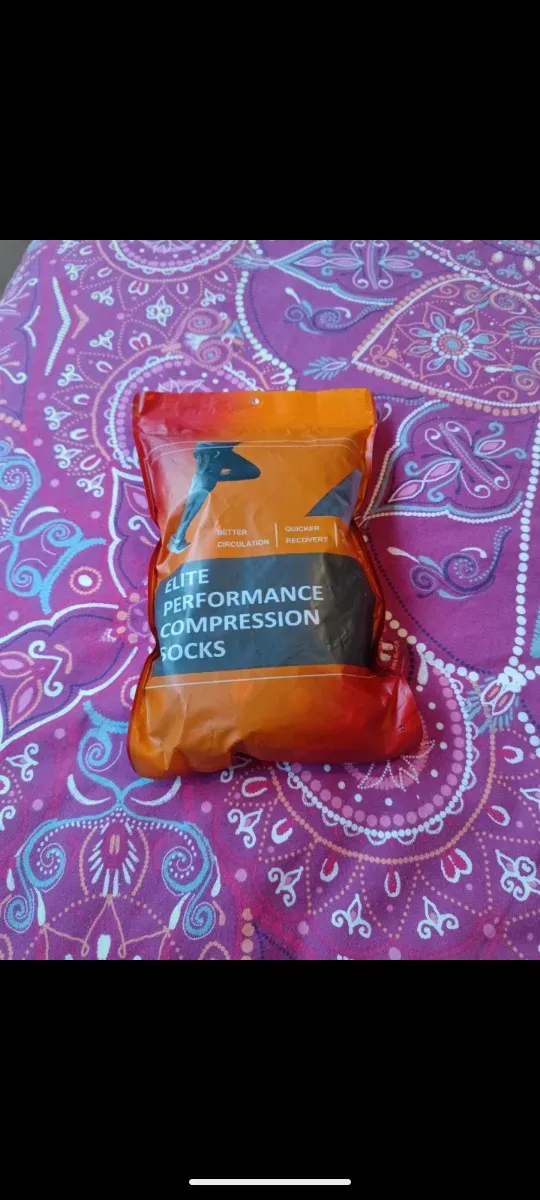 BETTER
CIRCULATION
QUICKER
RECOVERY
ELITE
PERFORMANCE
COMPRESSION
SOCKS